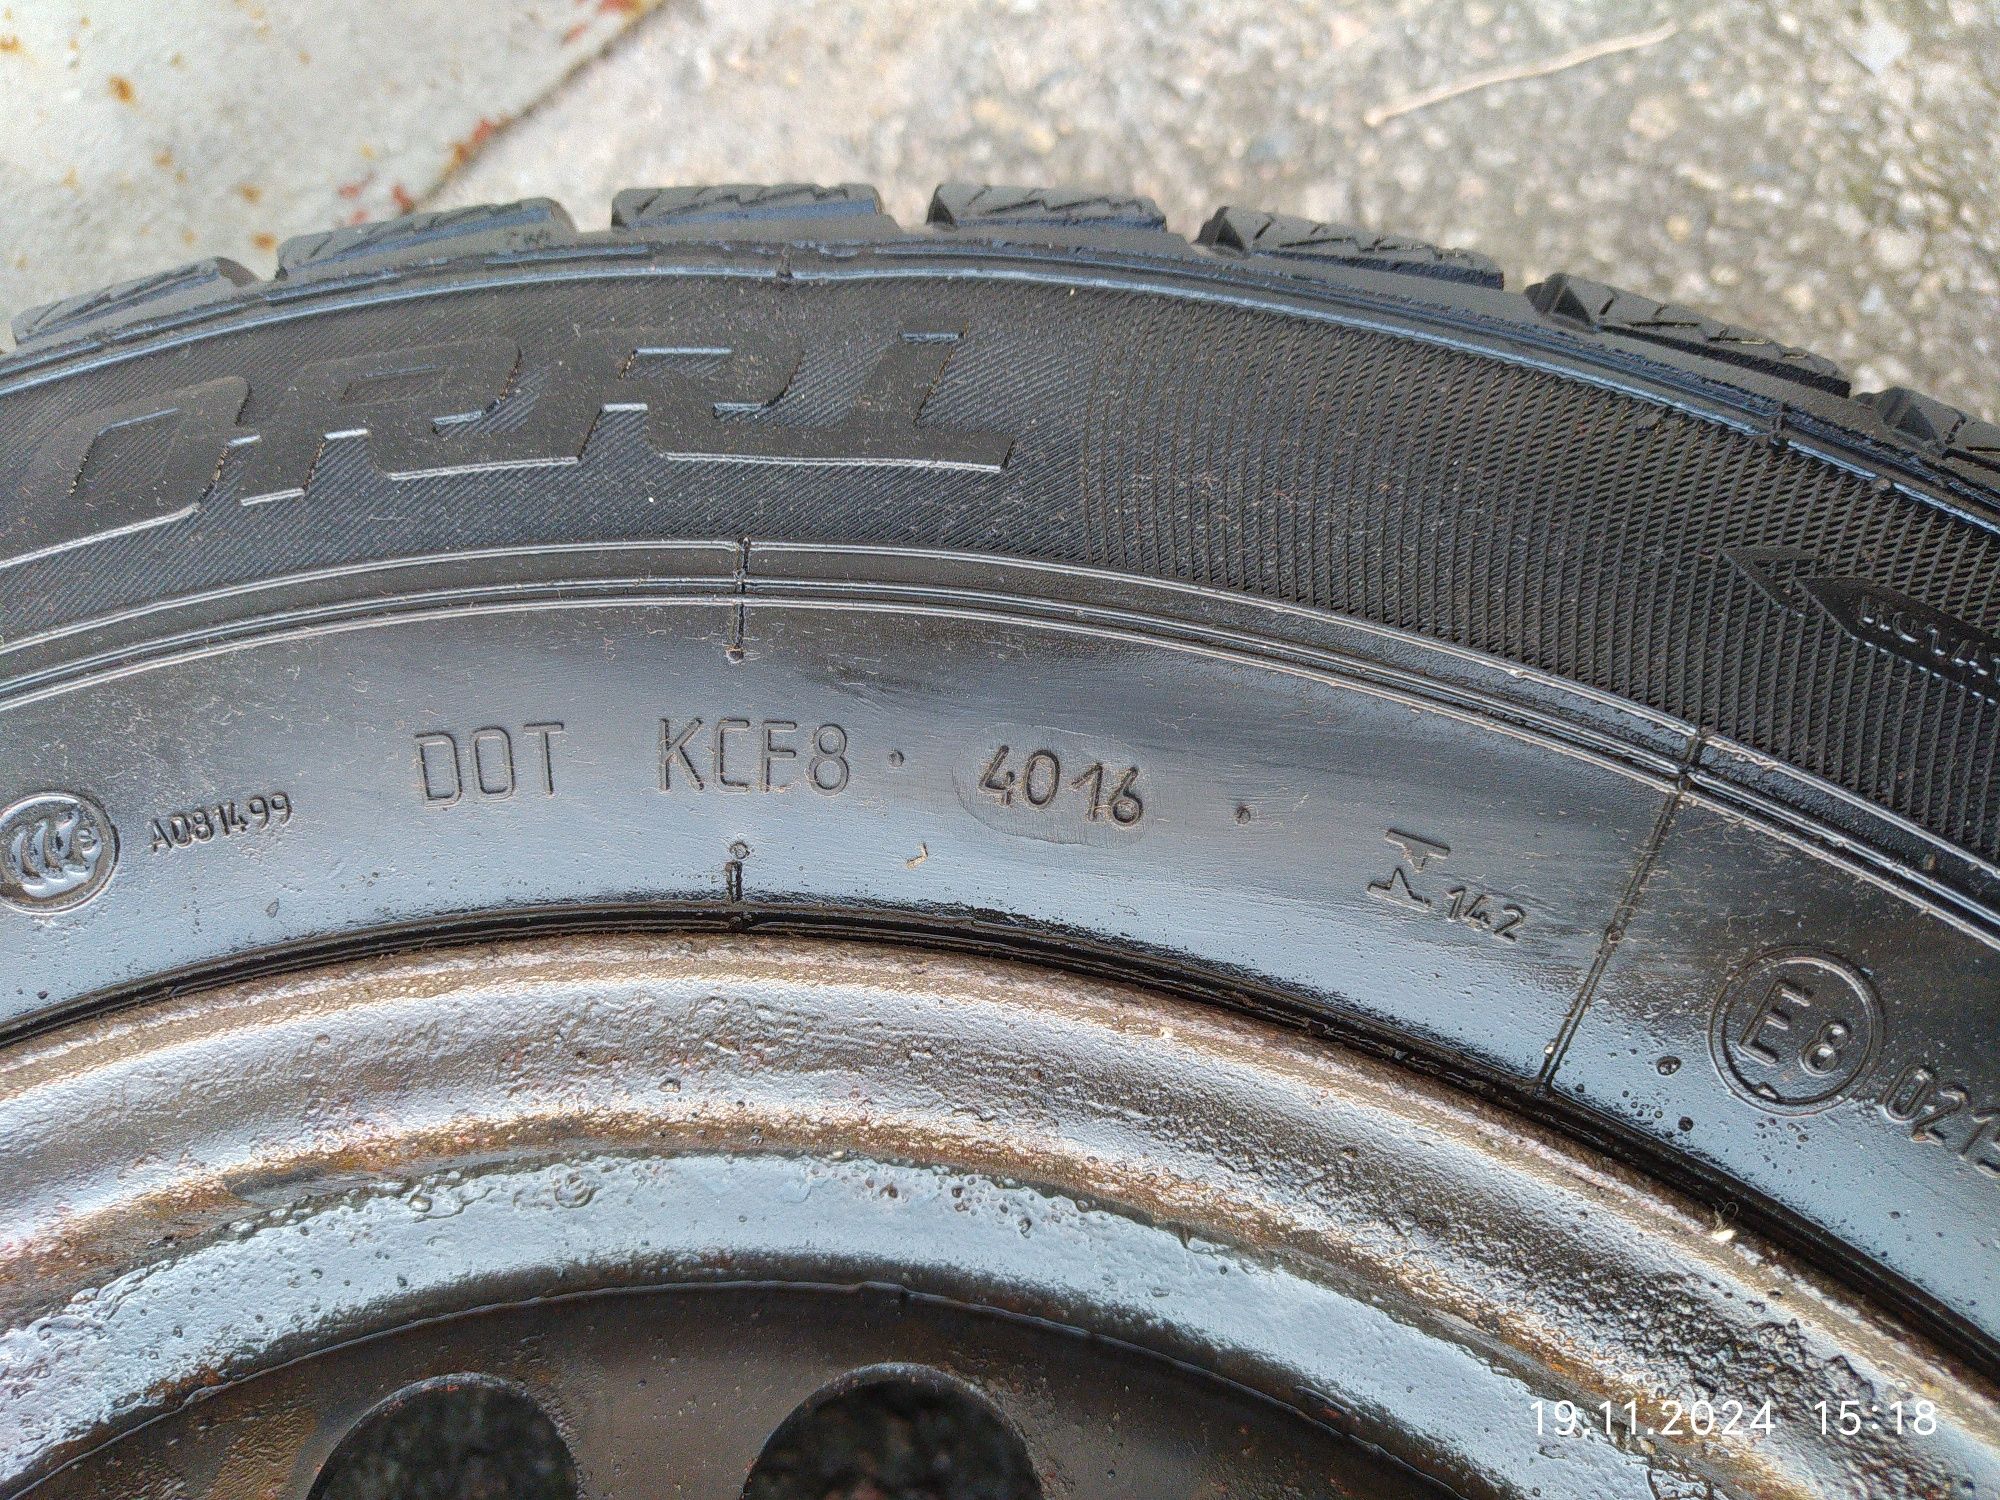 A081499
DOT KCF8 · 4016 ·
142
E8
19.11.2024 15:18